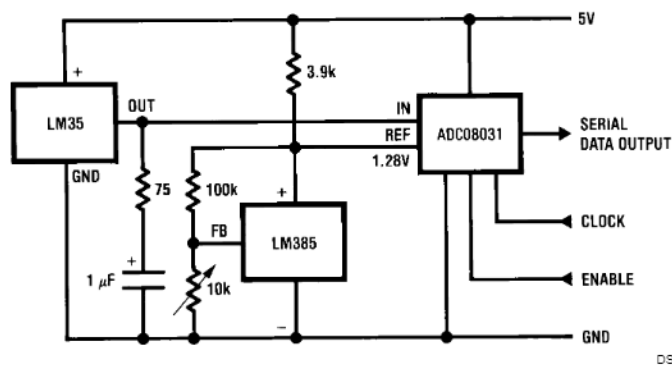 5V
+
3.9k
LM35
OUT
IN
REF
1.28V
ADC08031
SERIAL
DATA OUTPUT
GND
75
100k
+
LM385
FB
CLOCK
+
1 μF
10k
ENABLE
−
GND
DS